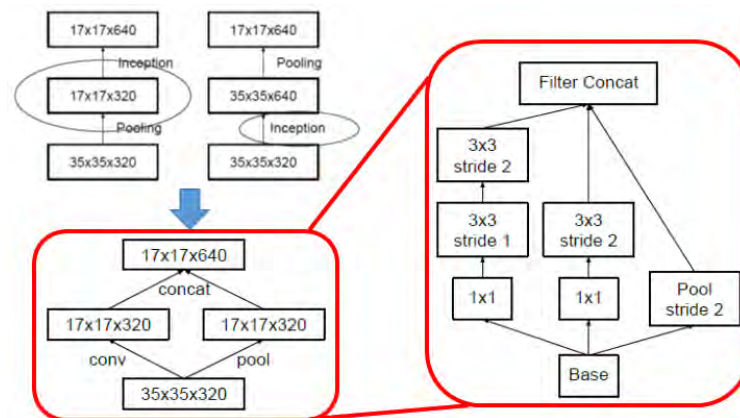 17x17x640
Inception
17x17x320
Pooling
35x35x320
17x17x640
Pooling
35x35x640
Inception
35x35x320
17x17x640
concat
17x17x320
17x17x320
conv
pool
35x35x320
Filter Concat
3x3
stride 2
3x3
stride 1
3x3
stride 2
1x1
1x1
Pool
stride 2
Base